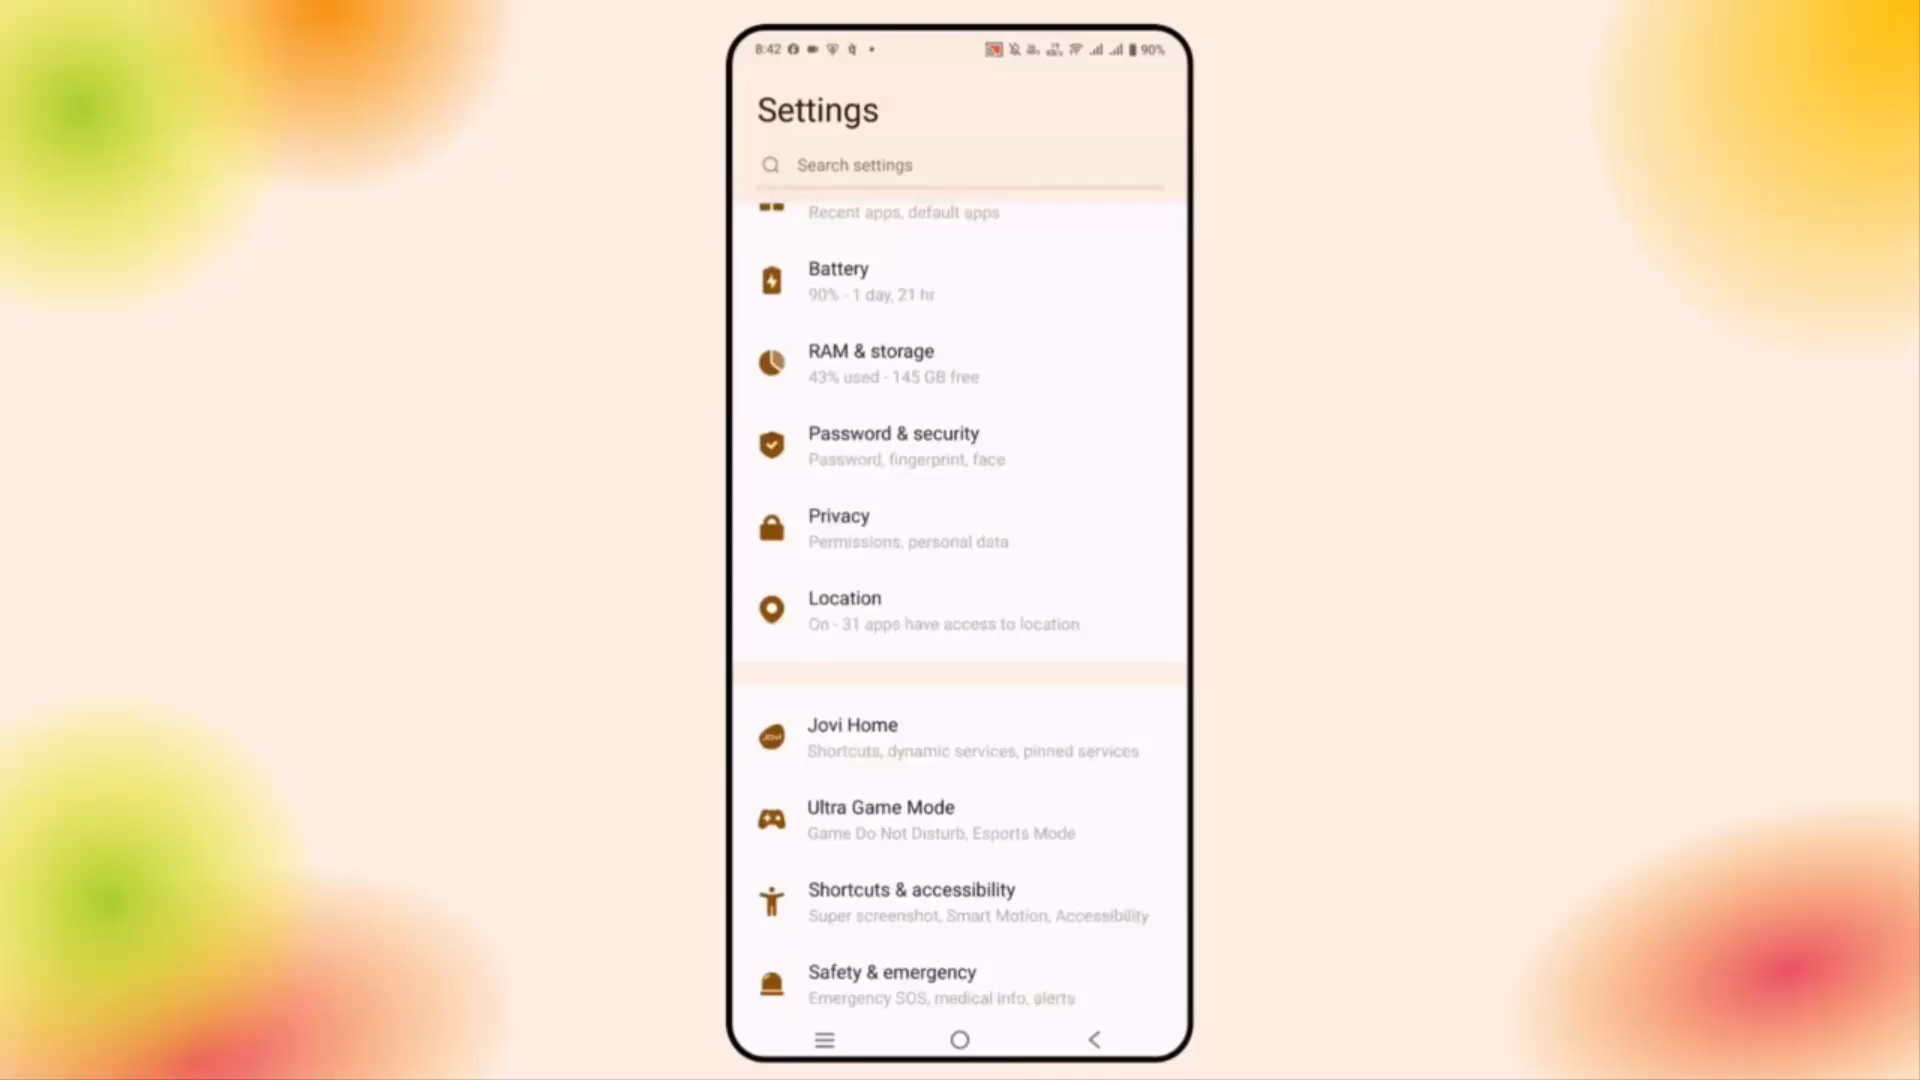 8:42
90%
Settings
Search settings
Recent apps, default apps
Battery
90% - 1 day, 21 hr
RAM & storage
43% used - 145 GB free
Password & security
Password, fingerprint, face
Privacy
Permissions, personal data
Location
On - 31 apps have access to location
Jovi Home
Shortcuts, dynamic services, pinned services
Ultra Game Mode
Game Do Not Disturb, Esports Mode
Shortcuts & accessibility
Super screenshot, Smart Motion, Accessibility
Safety & emergency
Emergency SOS, medical info, alerts